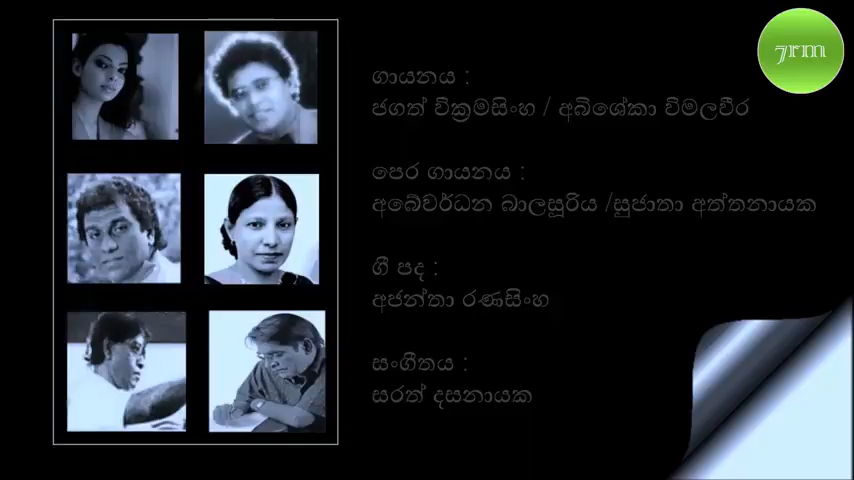 7rm
ගායනය :
ජගත් වික්‍රමසිංහ / අබිශේකා විමලවීර
පෙර ගායනය :
අබේවර්ධන බාලසූරිය /සුජාතා අත්තනායක
ගී පද :
අජන්තා රණසිංහ
සංගීතය :
සරත් දසනායක